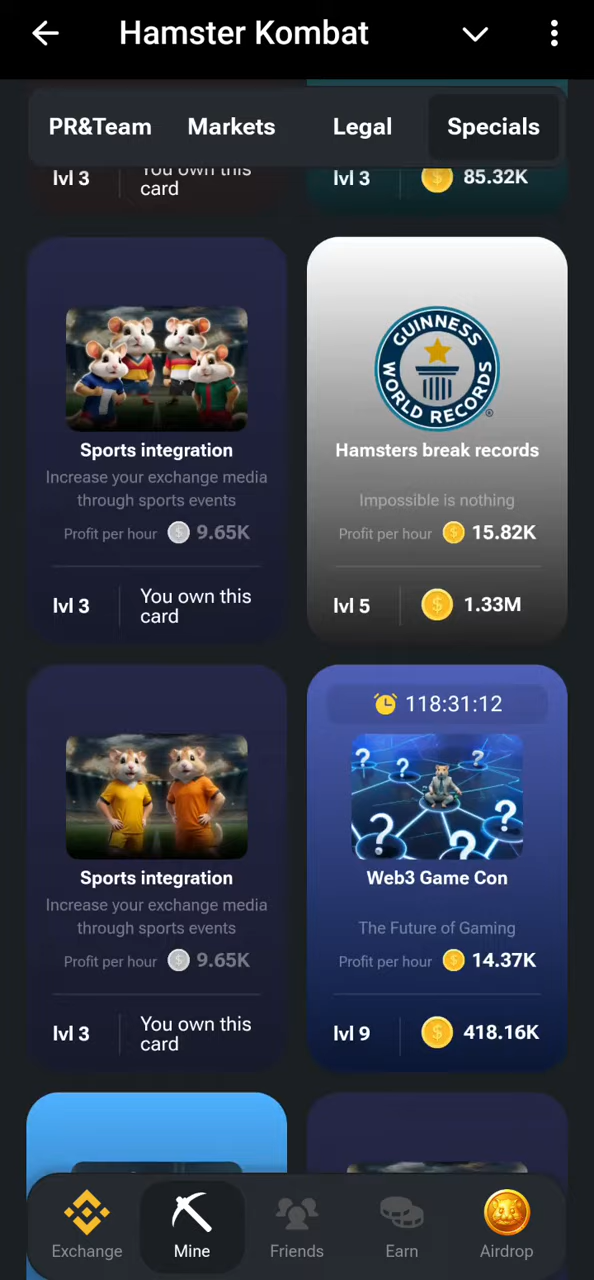 Hamster Kombat
PR&Team
Markets
Legal
Specials
lvl 3
You own this
card
lvl 3
85.32K
Sports integration
Increase your exchange media
through sports events
Profit per hour 9.65K
lvl 3
You own this
card
GUINNESS
WORLD RECORDS
®
Hamsters break records
Impossible is nothing
Profit per hour 15.82K
lvl 5
1.33M
Sports integration
Increase your exchange media
through sports events
Profit per hour 9.65K
lvl 3
You own this
card
118:31:12
? ? ? ? ? ?
Web3 Game Con
The Future of Gaming
Profit per hour 14.37K
lvl 9
418.16K
Exchange
Mine
Friends
Earn
Airdrop